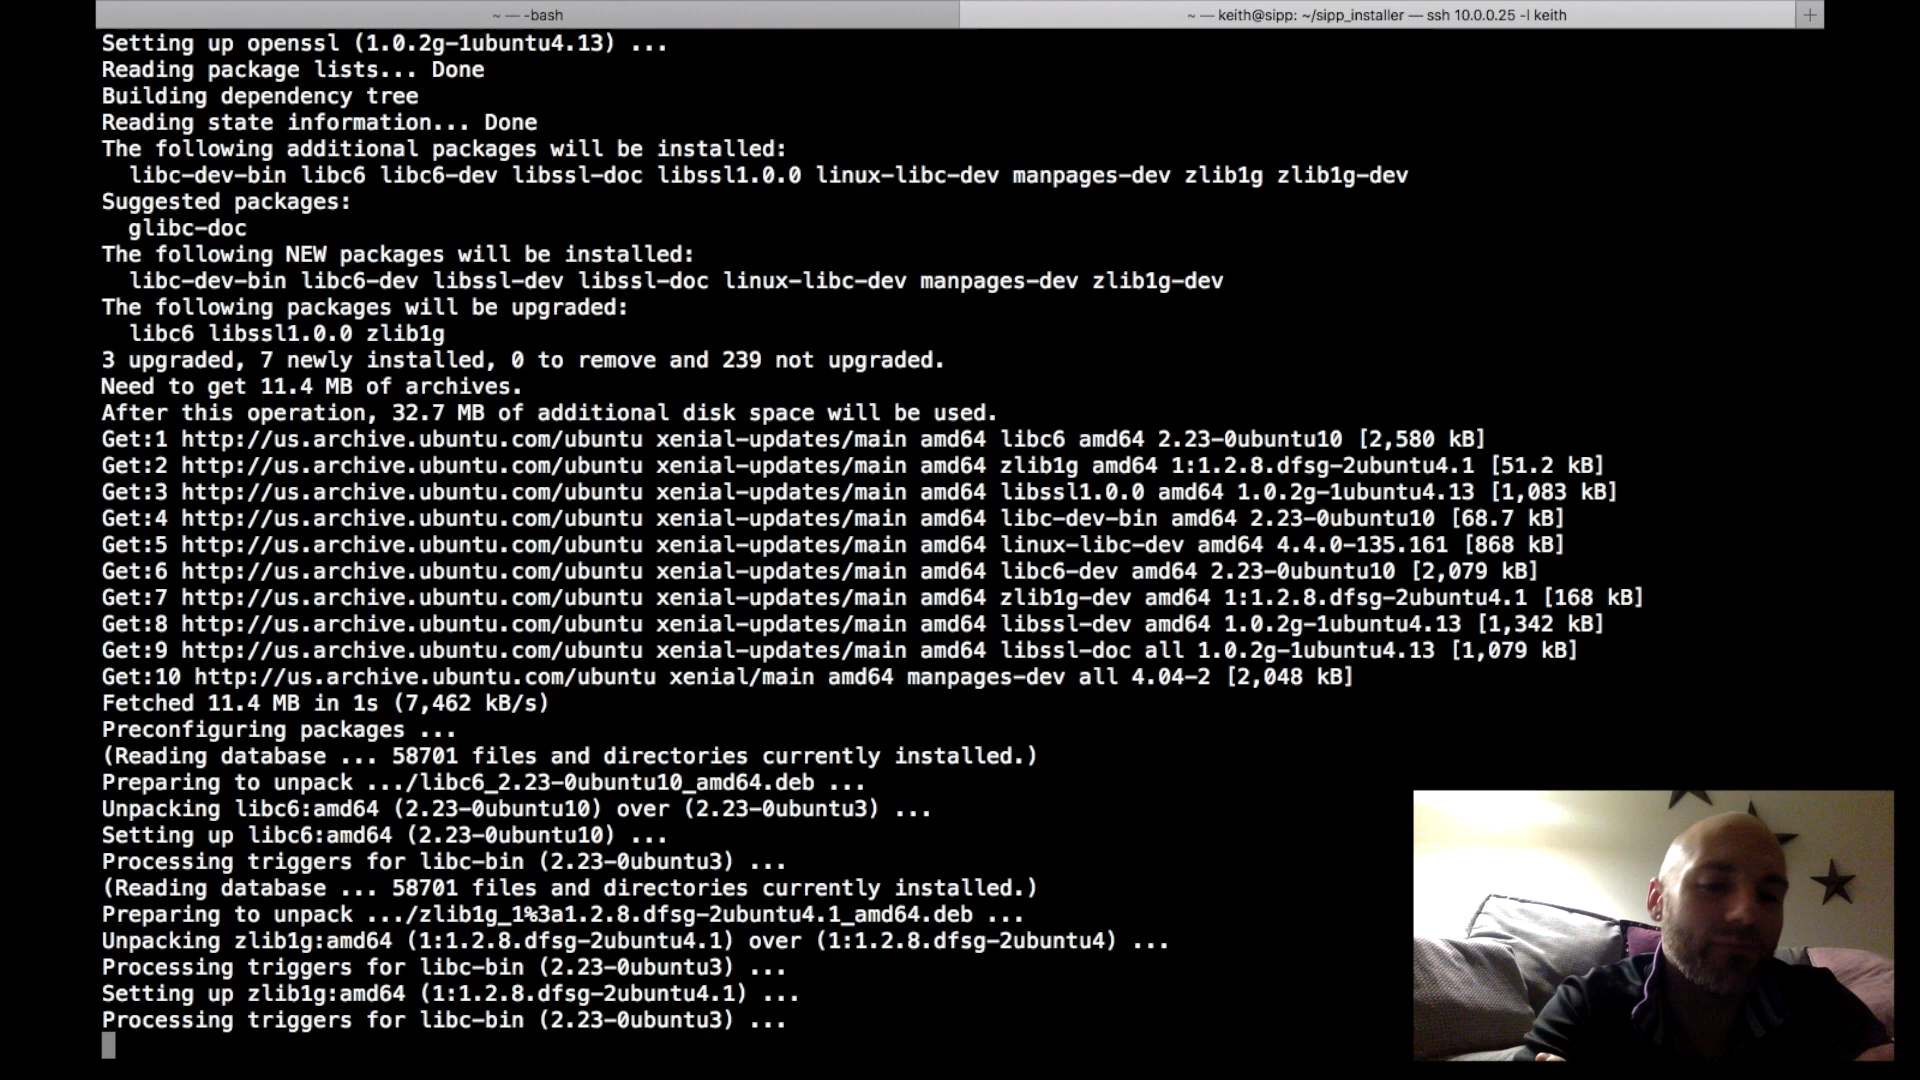 ~ — -bash
~ — keith@sipp: ~/sipp_installer — ssh 10.0.0.25 -l keith
Setting up openssl (1.0.2g-1ubuntu4.13) ...
Reading package lists... Done
Building dependency tree
Reading state information... Done
The following additional packages will be installed:
libc-dev-bin libc6 libc6-dev libssl-doc libssl1.0.0 linux-libc-dev manpages-dev zlib1g zlib1g-dev
Suggested packages:
glibc-doc
The following NEW packages will be installed:
libc-dev-bin libc6-dev libssl-dev libssl-doc linux-libc-dev manpages-dev zlib1g-dev
The following packages will be upgraded:
libc6 libssl1.0.0 zlib1g
3 upgraded, 7 newly installed, 0 to remove and 239 not upgraded.
Need to get 11.4 MB of archives.
After this operation, 32.7 MB of additional disk space will be used.
Get:1 http://us.archive.ubuntu.com/ubuntu xenial-updates/main amd64 libc6 amd64 2.23-0ubuntu10 [2,580 kB]
Get:2 http://us.archive.ubuntu.com/ubuntu xenial-updates/main amd64 zlib1g amd64 1:1.2.8.dfsg-2ubuntu4.1 [51.2 kB]
Get:3 http://us.archive.ubuntu.com/ubuntu xenial-updates/main amd64 libssl1.0.0 amd64 1.0.2g-1ubuntu4.13 [1,083 kB]
Get:4 http://us.archive.ubuntu.com/ubuntu xenial-updates/main amd64 libc-dev-bin amd64 2.23-0ubuntu10 [68.7 kB]
Get:5 http://us.archive.ubuntu.com/ubuntu xenial-updates/main amd64 linux-libc-dev amd64 4.4.0-135.161 [868 kB]
Get:6 http://us.archive.ubuntu.com/ubuntu xenial-updates/main amd64 libc6-dev amd64 2.23-0ubuntu10 [2,079 kB]
Get:7 http://us.archive.ubuntu.com/ubuntu xenial-updates/main amd64 zlib1g-dev amd64 1:1.2.8.dfsg-2ubuntu4.1 [168 kB]
Get:8 http://us.archive.ubuntu.com/ubuntu xenial-updates/main amd64 libssl-dev amd64 1.0.2g-1ubuntu4.13 [1,342 kB]
Get:9 http://us.archive.ubuntu.com/ubuntu xenial-updates/main amd64 libssl-doc all 1.0.2g-1ubuntu4.13 [1,079 kB]
Get:10 http://us.archive.ubuntu.com/ubuntu xenial/main amd64 manpages-dev all 4.04-2 [2,048 kB]
Fetched 11.4 MB in 1s (7,462 kB/s)
Preconfiguring packages ...
(Reading database ... 58701 files and directories currently installed.)
Preparing to unpack .../libc6_2.23-0ubuntu10_amd64.deb ...
Unpacking libc6:amd64 (2.23-0ubuntu10) over (2.23-0ubuntu3) ...
Setting up libc6:amd64 (2.23-0ubuntu10) ...
Processing triggers for libc-bin (2.23-0ubuntu3) ...
(Reading database ... 58701 files and directories currently installed.)
Preparing to unpack .../zlib1g_1%3a1.2.8.dfsg-2ubuntu4.1_amd64.deb ...
Unpacking zlib1g:amd64 (1:1.2.8.dfsg-2ubuntu4.1) over (1:1.2.8.dfsg-2ubuntu4) ...
Processing triggers for libc-bin (2.23-0ubuntu3) ...
Setting up zlib1g:amd64 (1:1.2.8.dfsg-2ubuntu4.1) ...
Processing triggers for libc-bin (2.23-0ubuntu3) ...